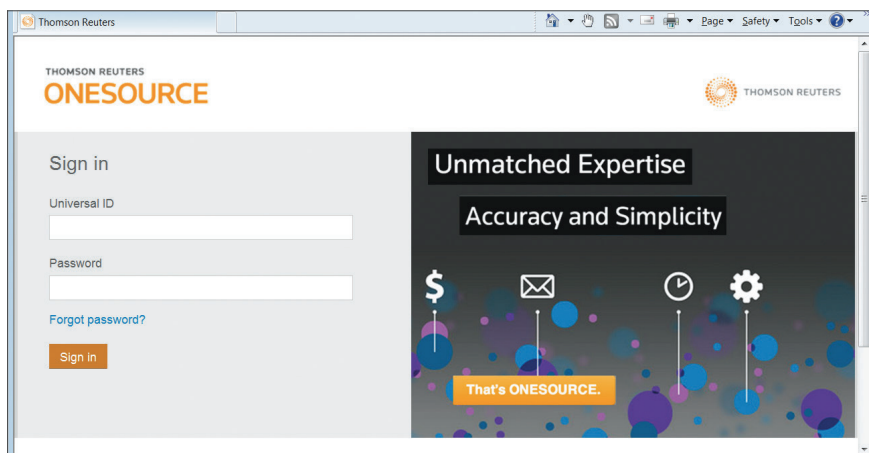 Thomson Reuters
Page Safety Tools
THOMSON REUTERS
ONESOURCE
THOMSON REUTERS
Sign in
Universal ID
Password
Forgot password?
Sign in
Unmatched Expertise
Accuracy and Simplicity
$
That's ONESOURCE.